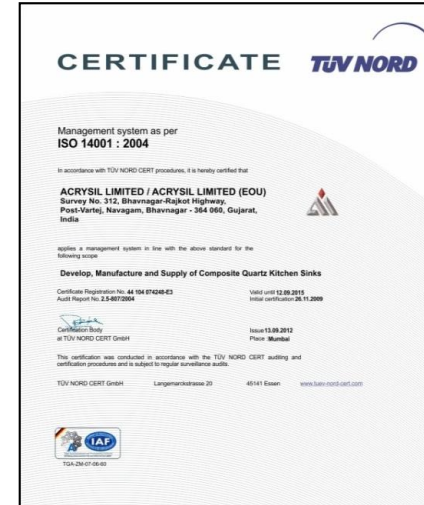 CERTIFICATE
TÜV NORD
Management system as per
ISO 14001 : 2004
In accordance with TÜV NORD CERT procedures, it is hereby certified that
ACRYSIL LIMITED / ACRYSIL LIMITED (EOU)
Survey No. 312, Bhavnagar-Rajkot Highway,
Post-Vartej, Navagam, Bhavnagar - 364 060, Gujarat,
India
applies a management system in line with the above standard for the
following scope
Develop, Manufacture and Supply of Composite Quartz Kitchen Sinks
Certificate Registration No. 44 104 074248-E3
Audit Report No. 2.5-807/2004
Valid until 12.09.2015
Initial certification 26.11.2009
Certification Body
at TÜV NORD CERT GmbH
Issue 13.09.2012
Place :Mumbai
This certification was conducted in accordance with the TÜV NORD CERT auditing and
certification procedures and is subject to regular surveillance audits.
TÜV NORD CERT GmbH Langemarckstrasse 20 45141 Essen www.tuev-nord-cert.com
IAF
TGA-ZM-07-06-60